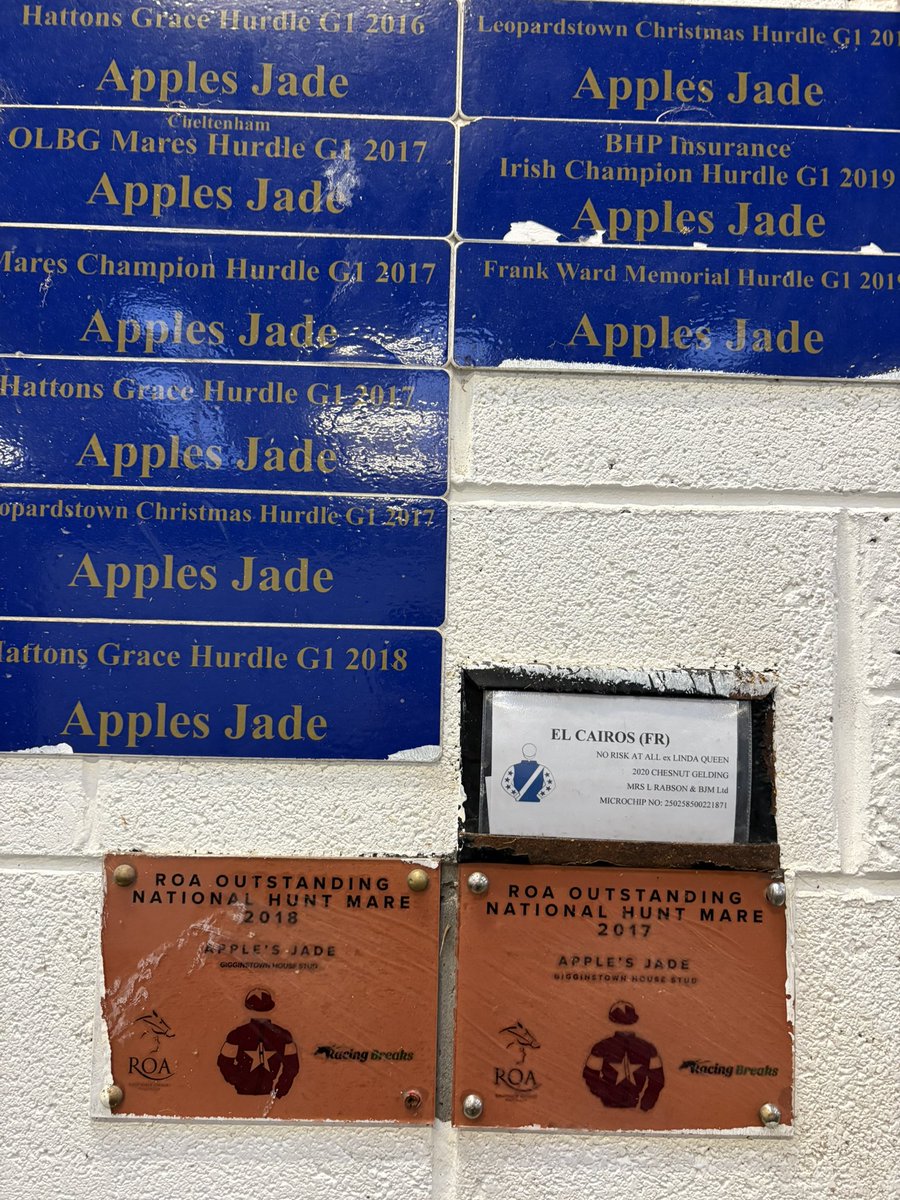 Hattons Grace Hurdle G1 2016
Apples Jade
Cheltenham
OLBG Mares Hurdle G1 2017
Apples Jade
Mares Champion Hurdle G1 2017
Apples Jade
Hattons Grace Hurdle G1 2017
Apples Jade
opardstown Christmas Hurdle G1 2017
Apples Jade
Hattons Grace Hurdle G1 2018
Apples Jade
Leopardstown Christmas Hurdle G1 201
Apples Jade
BHP Insurance
Irish Champion Hurdle G1 2019
Apples Jade
Frank Ward Memorial Hurdle G1 2019
Apples Jade
EL CAIROS (FR)
NO RISK AT ALL ex LINDA QUEEN
2020 CHESNUT GELDING
MRS L RABSON & BJM Ltd
MICROCHIP NO: 250258500221871
ROA OUTSTANDING
NATIONAL HUNT MARE
2018
APPLE'S JADE
GIGGINSTOWN HOUSE STUD
ROA
Racing Breaks
ROA OUTSTANDING
NATIONAL HUNT MARE
2017
APPLE'S JADE
GIGGINSTOWN HOUSE STUD
ROA
Racing Breaks